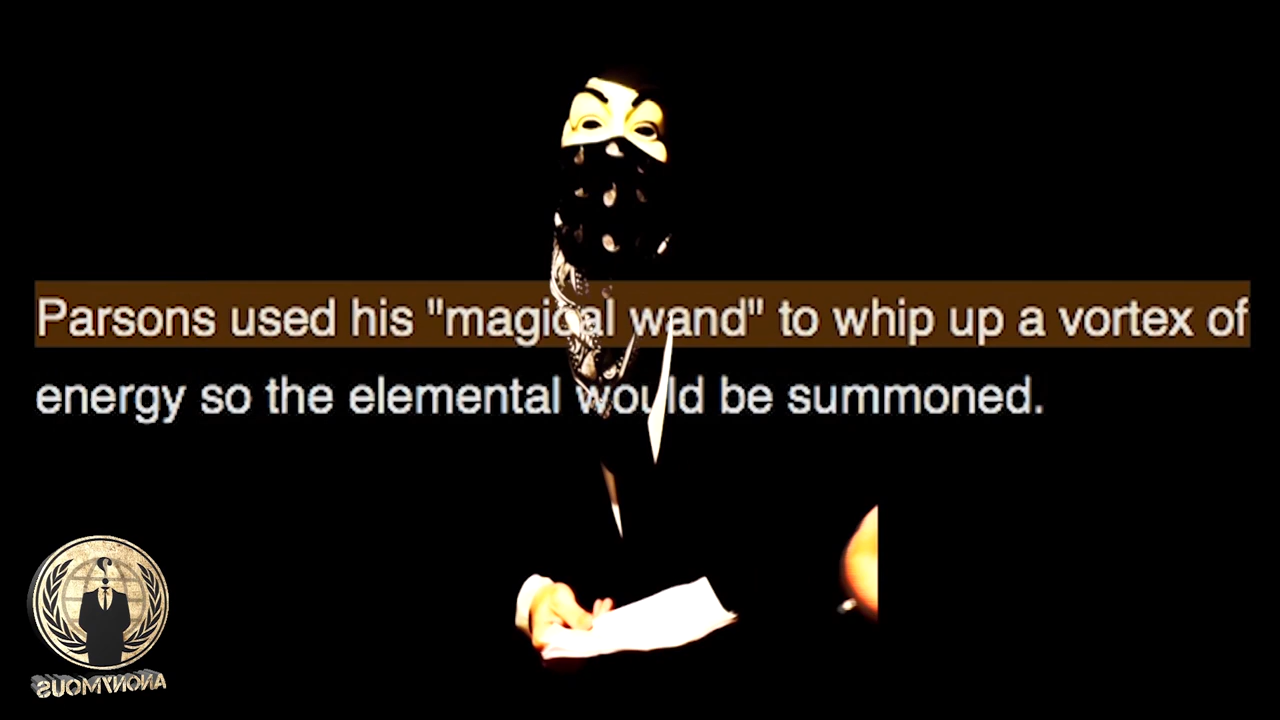 Parsons used his "magical wand" to whip up a vortex of
energy so the elemental would be summoned.
ANONYMOUS